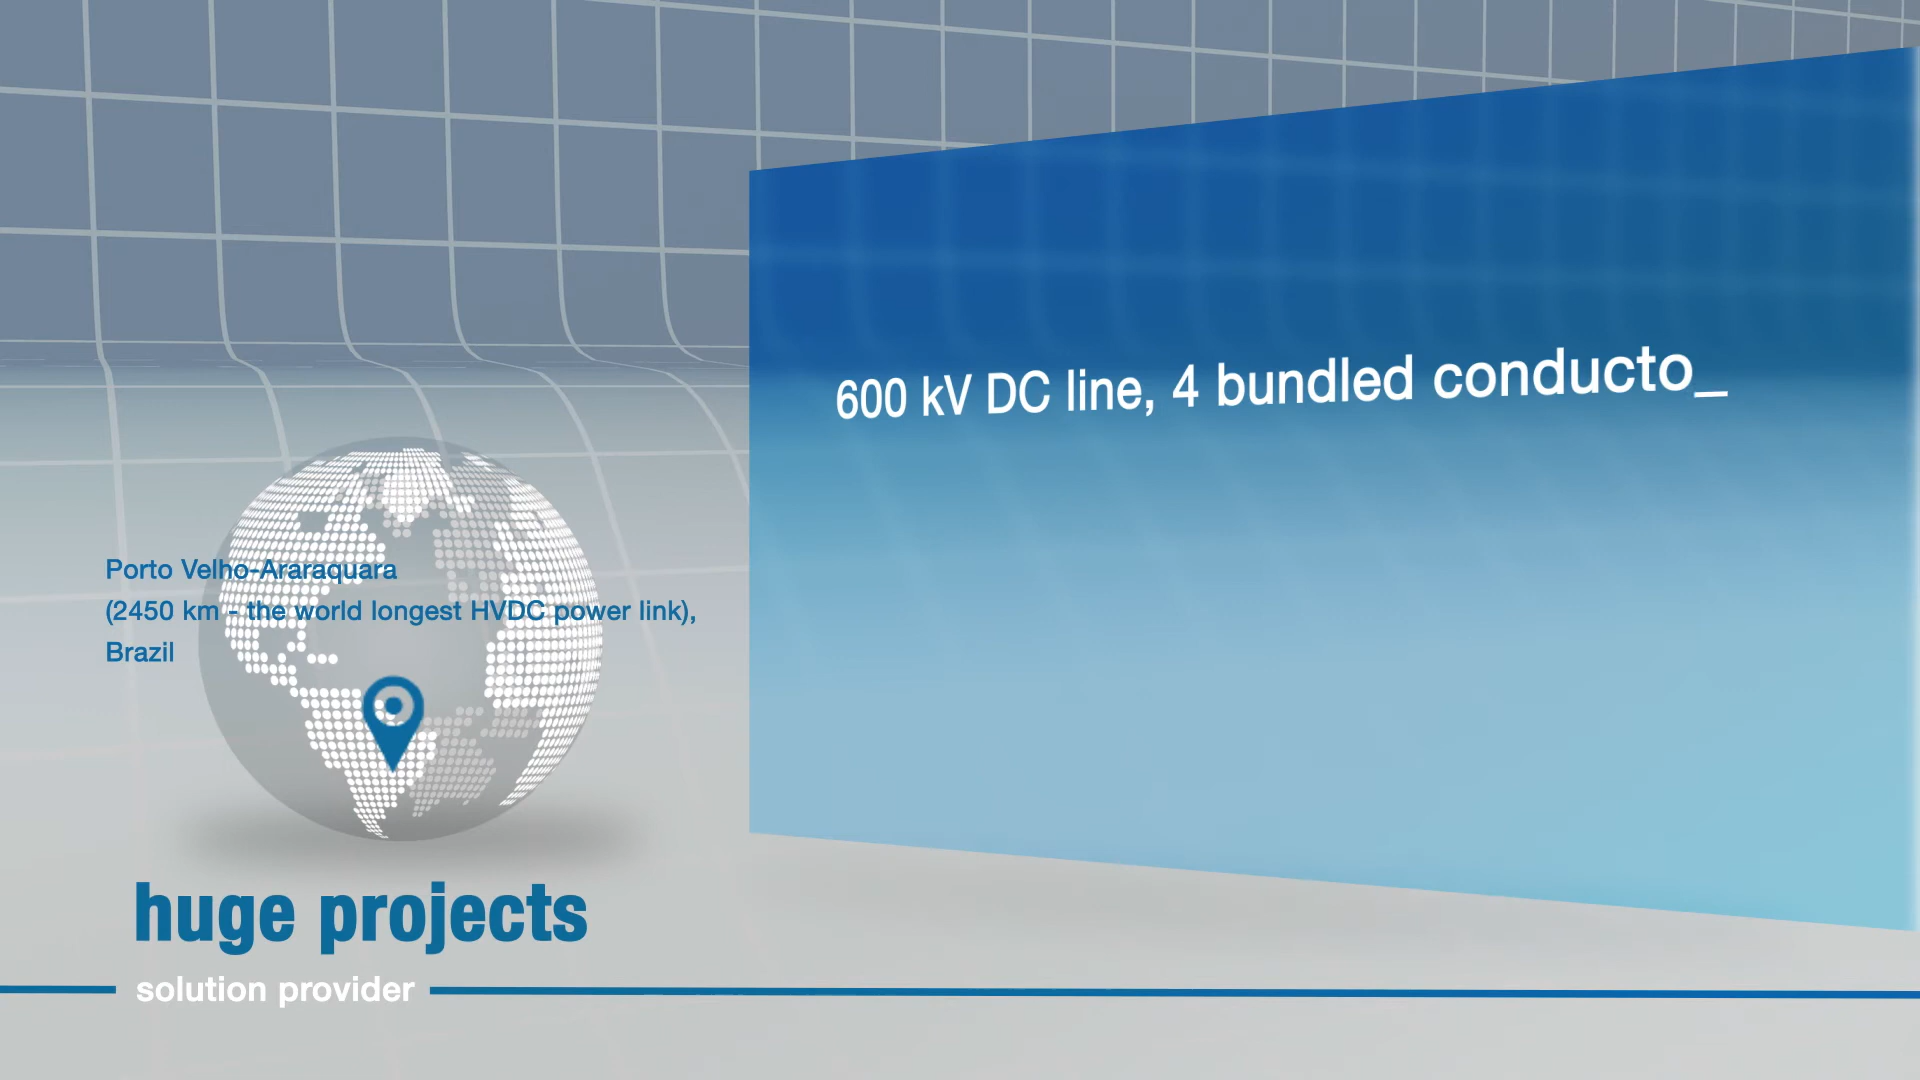 600 kV DC line, 4 bundled conducto_
Porto Velho-Araraquara
(2450 km - the world longest HVDC power link),
Brazil
huge projects
solution provider